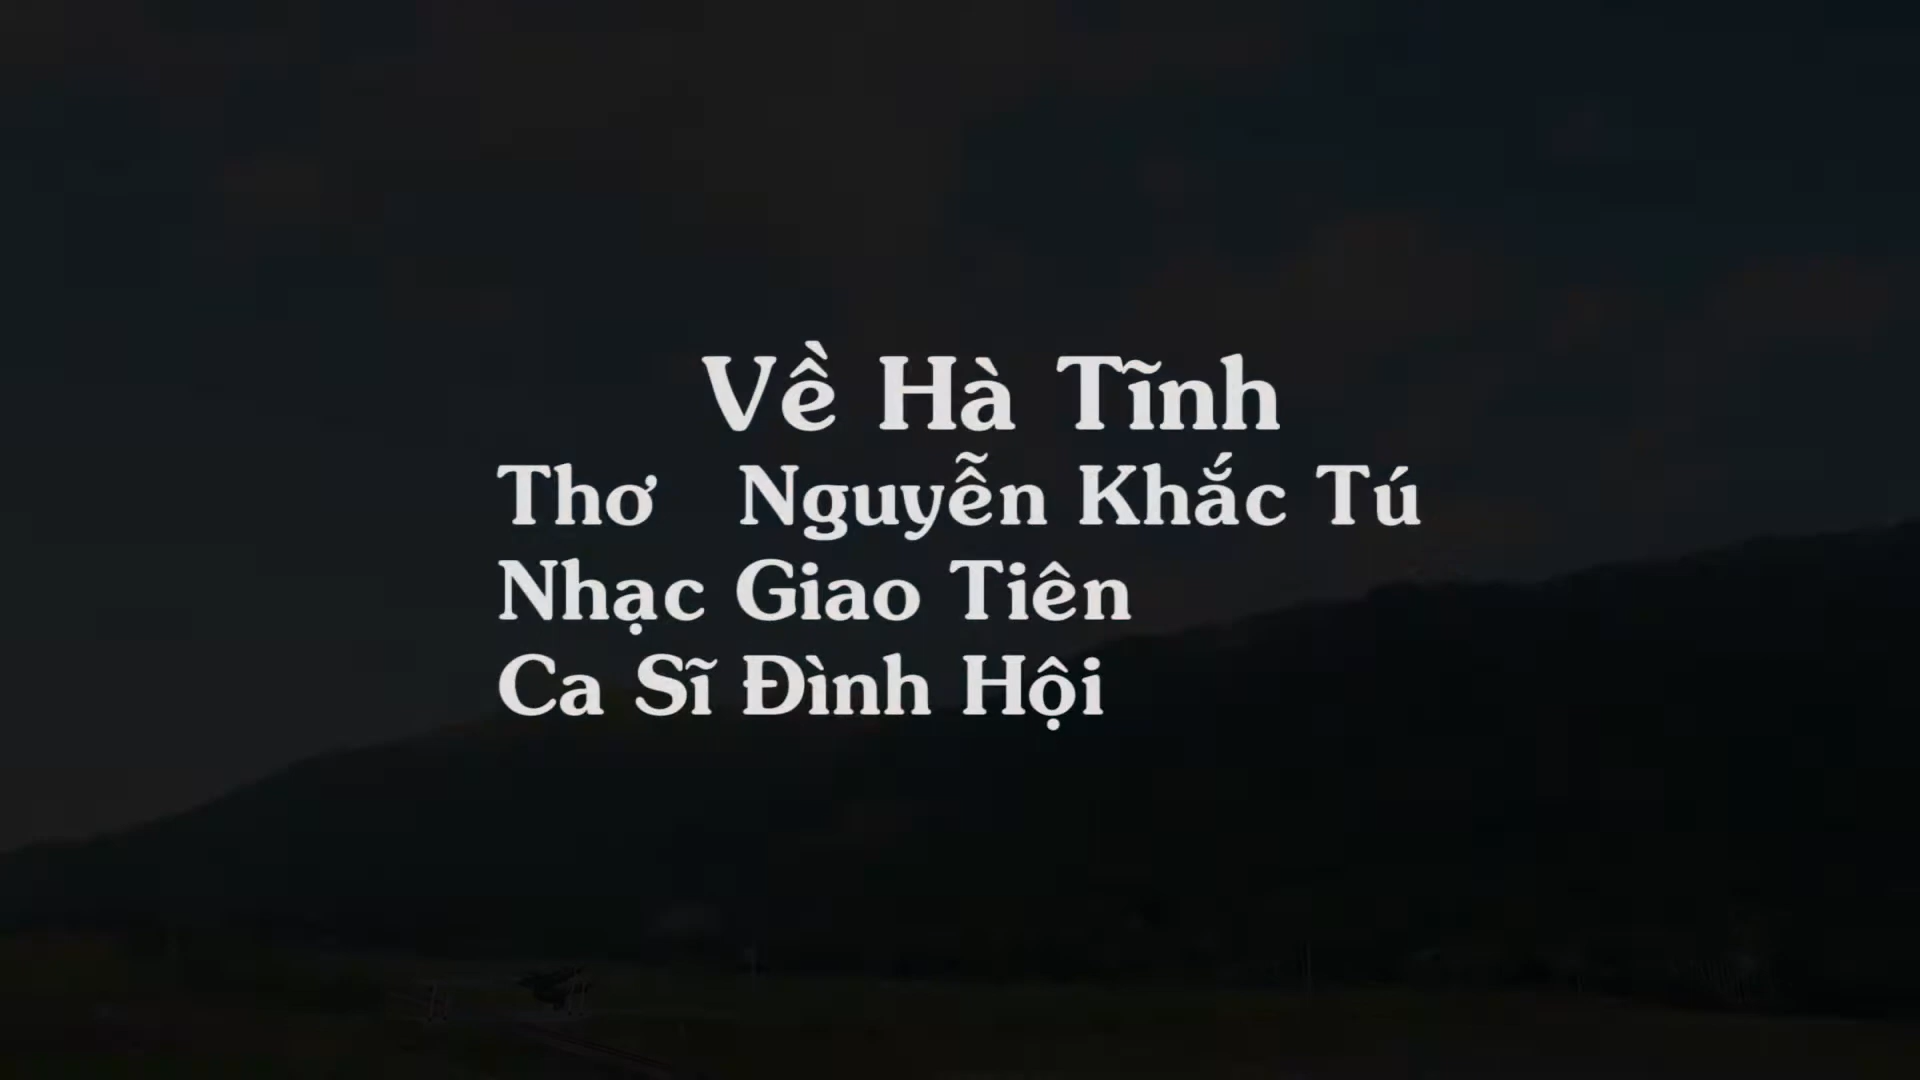 Về Hà Tĩnh
Thơ Nguyễn Khắc Tú
Nhạc Giao Tiên
Ca Sĩ Đình Hội